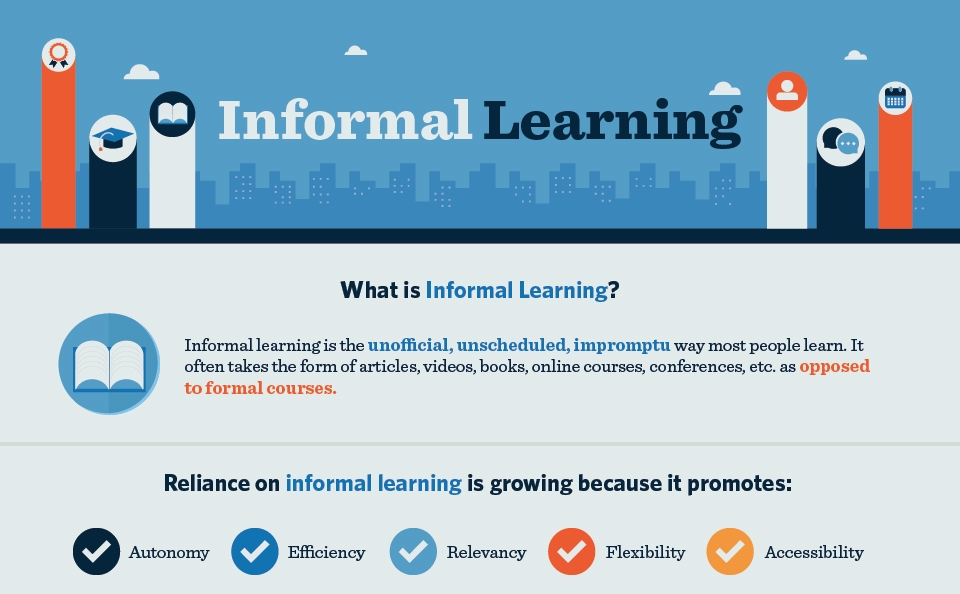 Informal Learning
What is Informal Learning?
Informal learning is the unofficial, unscheduled, impromptu way most people learn. It
often takes the form of articles, videos, books, online courses, conferences, etc. as opposed
to formal courses.
Reliance on informal learning is growing because it promotes:
Autonomy Efficiency Relevancy Flexibility Accessibility